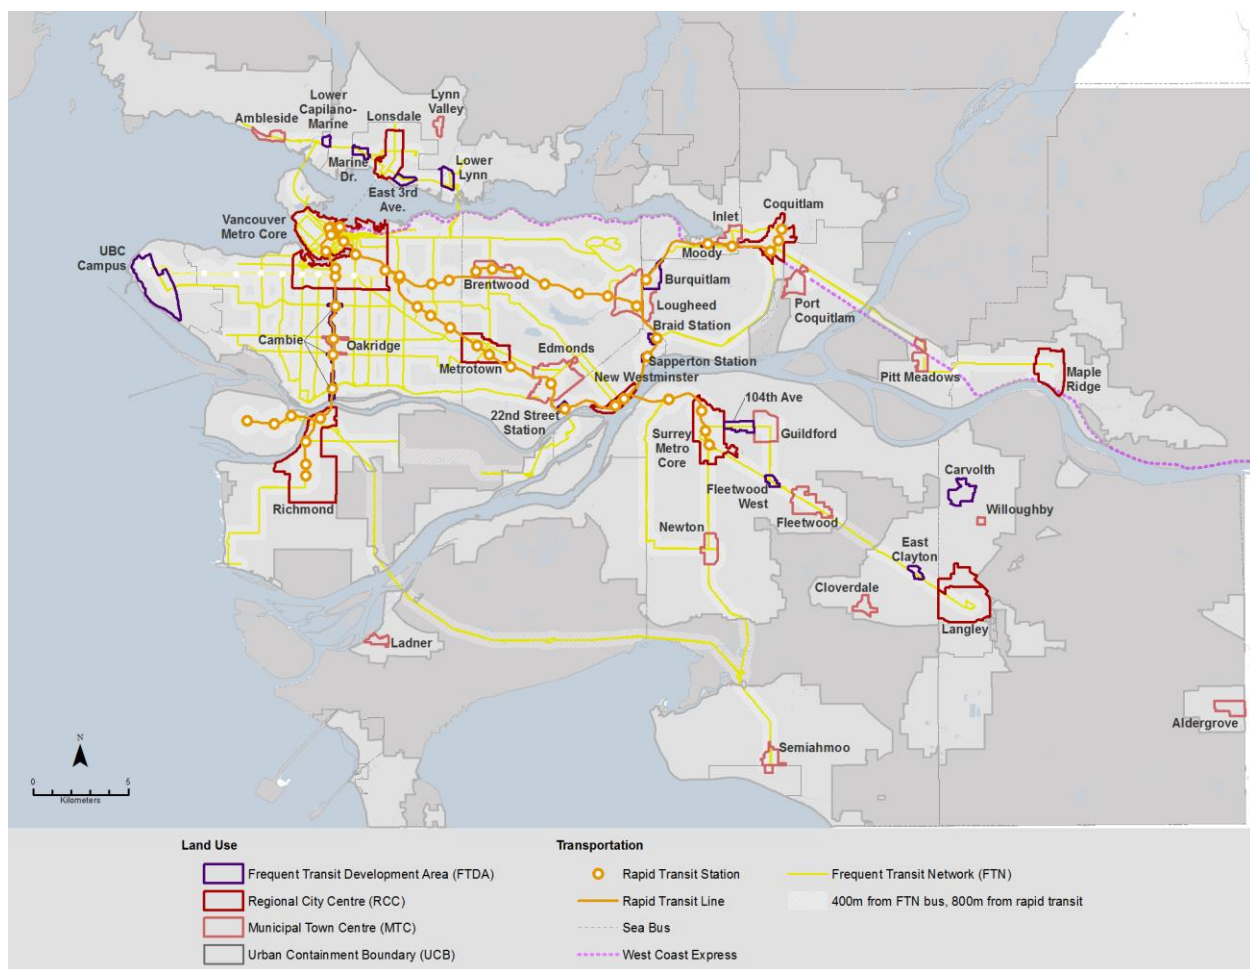 Lower
Capilano-
Marine
Lynn
Valley
Ambleside
Lonsdale
Marine
Dr.
Lower
Lynn
East 3rd
Ave.
Vancouver
Metro Core
UBC
Campus
Inlet
Coquitlam
Moody
Brentwood
Burquitlam
Lougheed
Port
Coquitlam
Braid Station
Cambie
Oakridge
Edmonds
Sapperton Station
Metrotown
New Westminster
Pitt Meadows
Maple
Ridge
22nd Street
Station
104th Ave
Surrey
Metro
Core
Guildford
Richmond
Fleetwood
West
Fleetwood
Carvolth
Willoughby
Newton
East
Clayton
Cloverdale
Langley
Ladner
Aldergrove
Semiahmoo
N
0
5
Kilometers
Land Use
Frequent Transit Development Area (FTDA)
Regional City Centre (RCC)
Municipal Town Centre (MTC)
Urban Containment Boundary (UCB)
Transportation
Rapid Transit Station
Rapid Transit Line
Sea Bus
West Coast Express
Frequent Transit Network (FTN)
400m from FTN bus, 800m from rapid transit